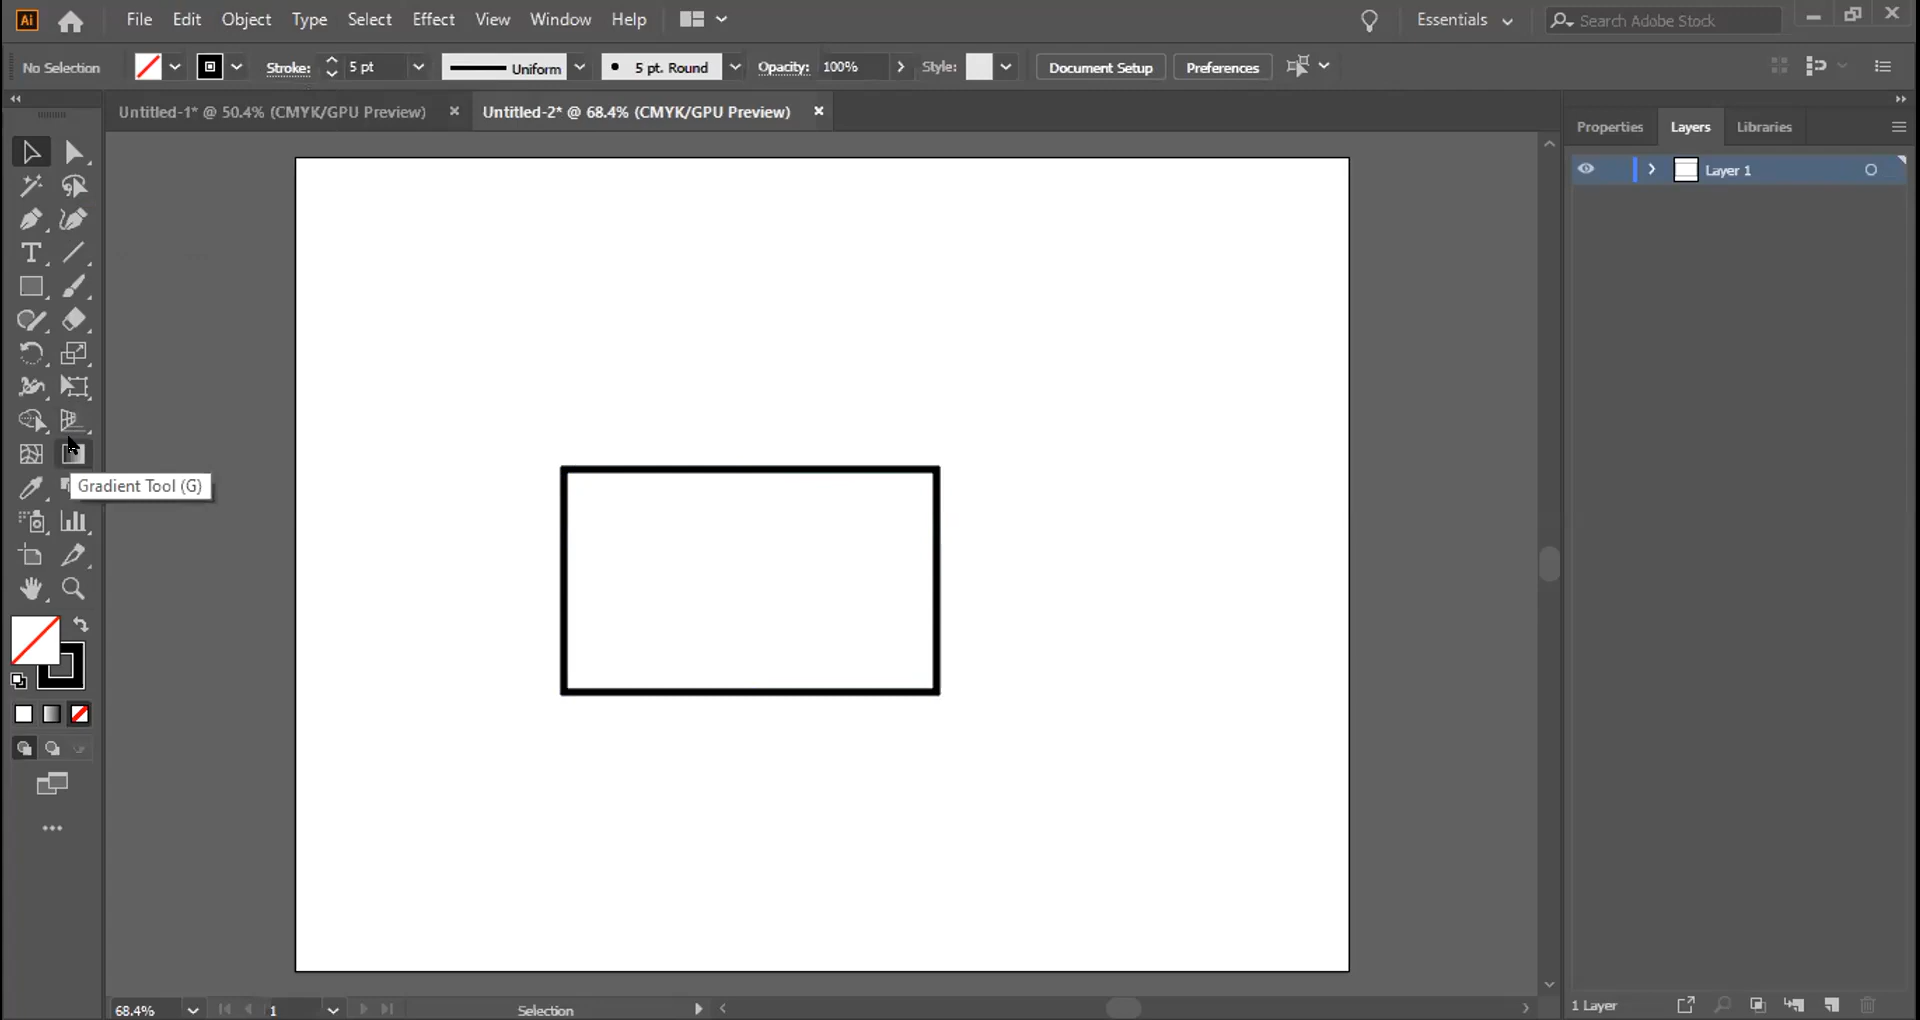 Ai File Edit Object Type Select Effect View Window Help Essentials Search Adobe Stock
No Selection Stroke: 5 pt Uniform 5 pt. Round Opacity: 100% Style: Document Setup Preferences
Untitled-1* @ 50.4% (CMYK/GPU Preview) Untitled-2* @ 68.4% (CMYK/GPU Preview)
Properties Layers Libraries
Layer 1
Gradient Tool (G)
68.4% 1 Selection 1 Layer